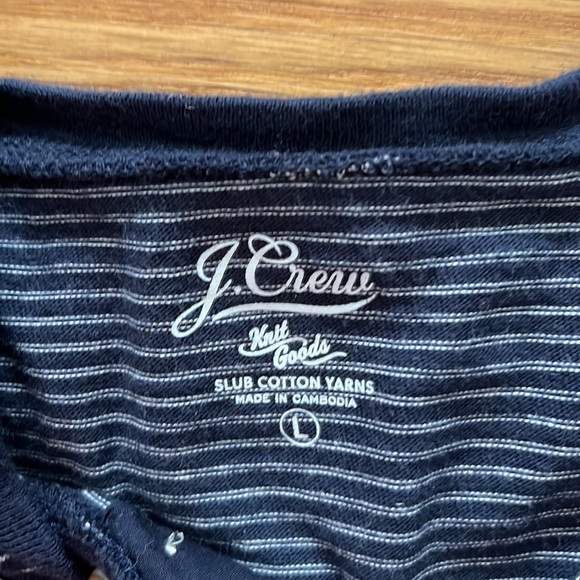 J.Crew
Knit
Goods
SLUB COTTON YARNS
MADE IN CAMBODIA
L